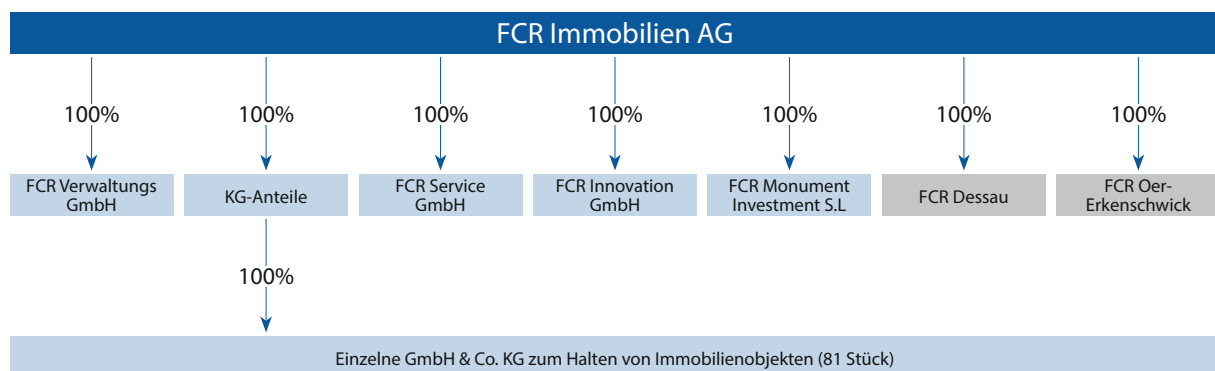 FCR Immobilien AG
100% 100% 100% 100% 100% 100% 100%
FCR Verwaltungs
GmbH
KG-Anteile
FCR Service
GmbH
FCR Innovation
GmbH
FCR Monument
Investment S.L
FCR Dessau
FCR Oer-
Erkenschwick
100%
Einzelne GmbH & Co. KG zum Halten von Immobilienobjekten (81 Stück)